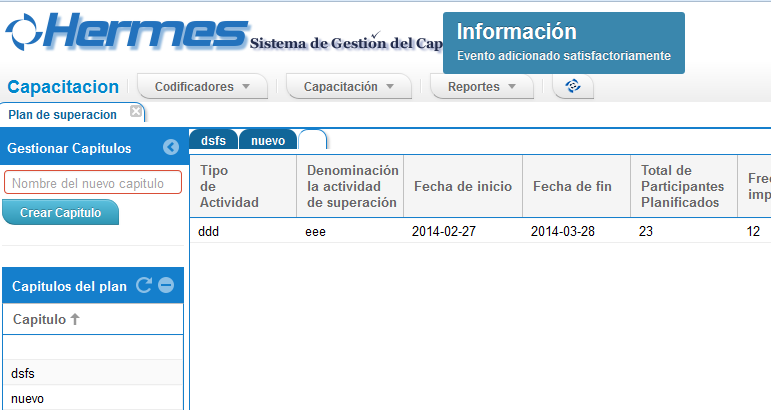 Hermes Sistema de Gestión del Cap
Información
Evento adicionado satisfactoriamente
Capacitacion Codificadores Capacitación Reportes
Plan de superacion
Gestionar Capitulos
Nombre del nuevo capitulo
Crear Capitulo
Capitulos del plan
Capitulo
dsfs
nuevo
dsfs nuevo
Tipo de Actividad
Denominación la actividad de superación
Fecha de inicio
Fecha de fin
Total de Participantes Planificados
Frec
imp
ddd eee 2014-02-27 2014-03-28 23 12